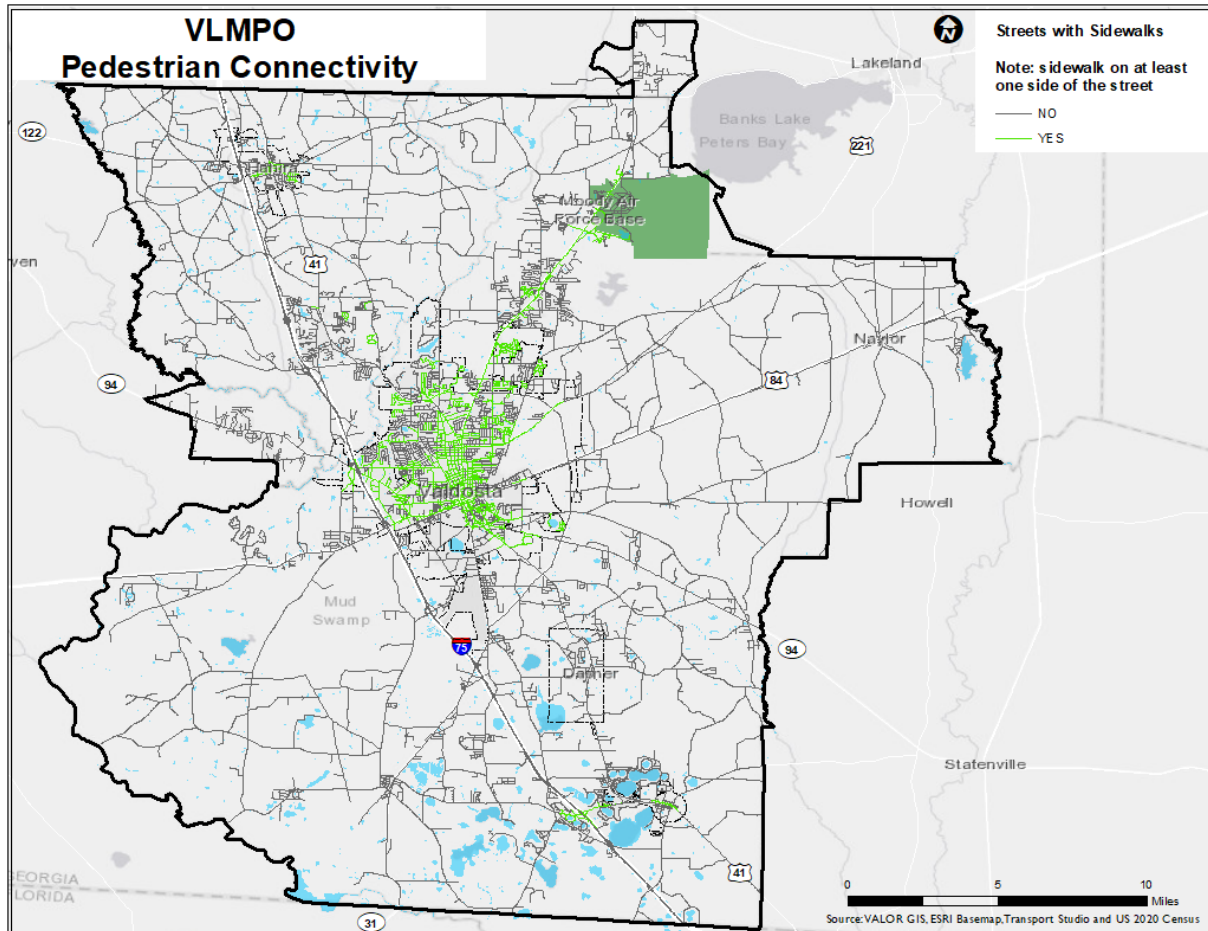 VLMPO
Pedestrian Connectivity
N
Streets with Sidewalks
Note: sidewalk on at least
one side of the street
NO
YES
Lakeland
Banks Lake
Peters Bay
221
122
Hahira
Moody Air
Force Base
41
ven
94
Naylor
84
Valdosta
Howell
Mud
Swamp
75
94
Dasher
Statenville
41
GEORGIA
FLORIDA
31
0
5
10
Miles
Source: VALOR GIS, ESRI Basemap, Transport Studio and US 2020 Census